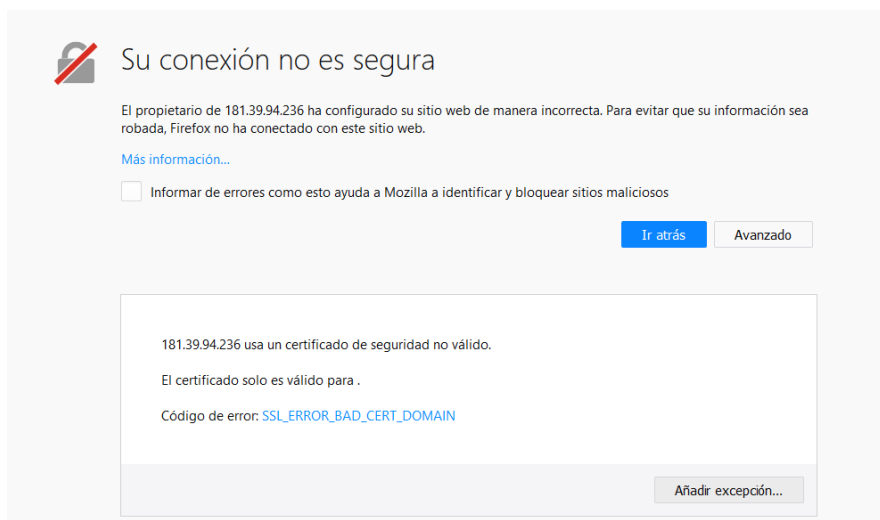 Su conexión no es segura
El propietario de 181.39.94.236 ha configurado su sitio web de manera incorrecta. Para evitar que su información sea
robada, Firefox no ha conectado con este sitio web.
Más información...
Informar de errores como esto ayuda a Mozilla a identificar y bloquear sitios maliciosos
Ir atrás
Avanzado
181.39.94.236 usa un certificado de seguridad no válido.
El certificado solo es válido para .
Código de error: SSL_ERROR_BAD_CERT_DOMAIN
Añadir excepción...